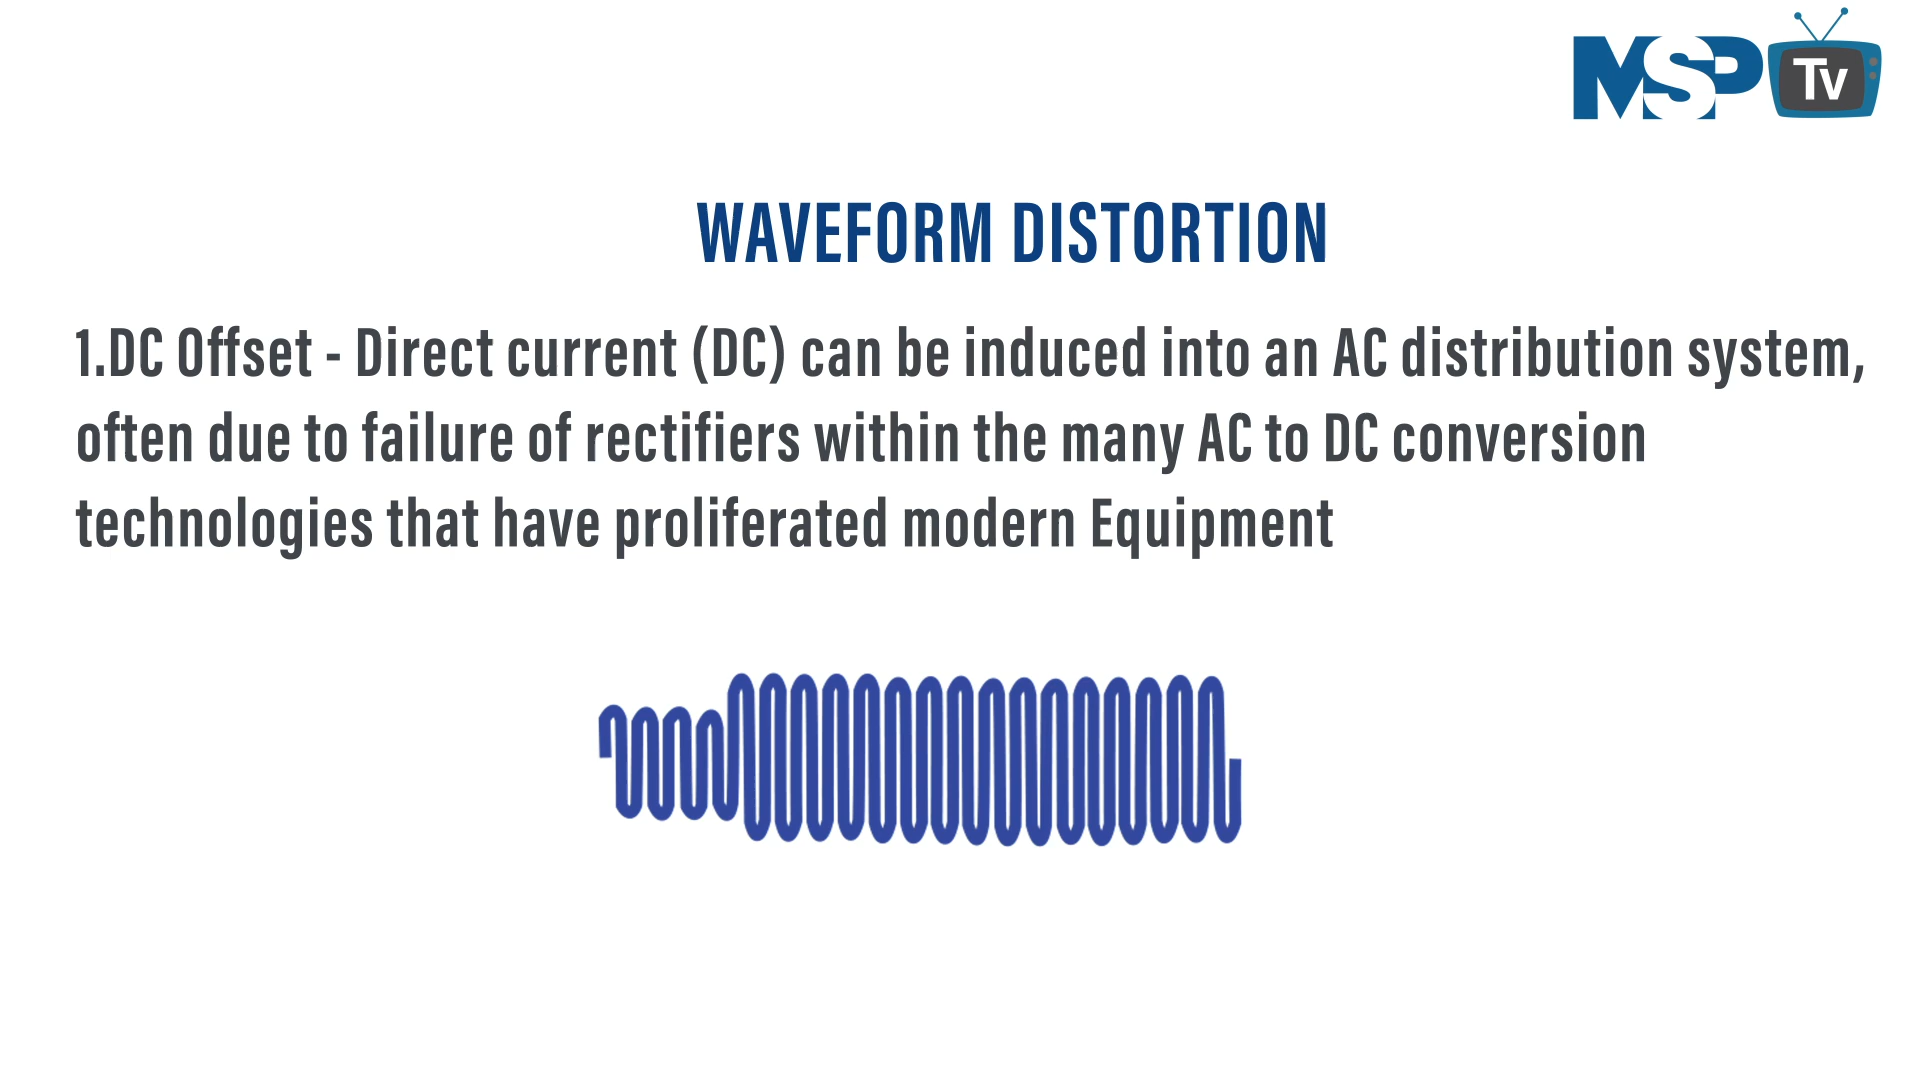 MSP Tv
WAVEFORM DISTORTION
1.DC Offset - Direct current (DC) can be induced into an AC distribution system,
often due to failure of rectifiers within the many AC to DC conversion
technologies that have proliferated modern Equipment